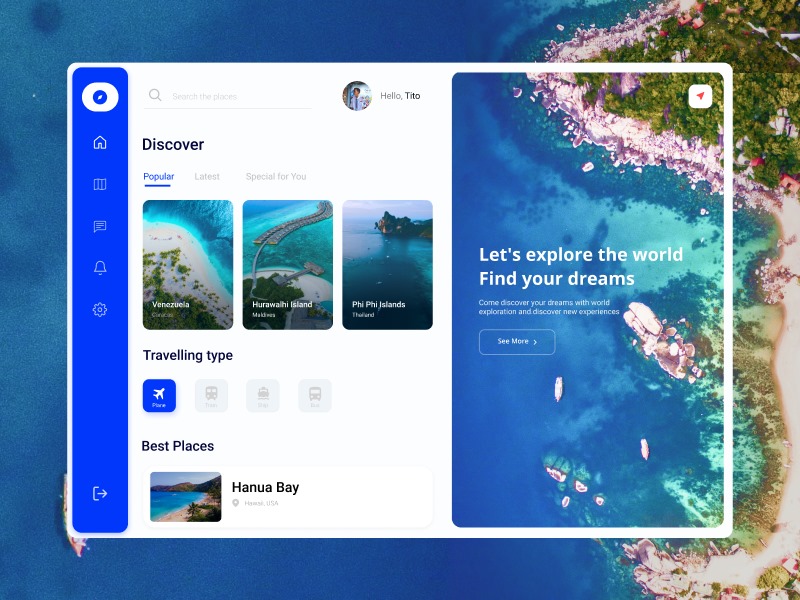 Search the places
Hello, Tito
Discover
Popular
Latest
Special for You
Venezuela
Caracas
Hurawalhi Island
Maldives
Phi Phi Islands
Thailand
Travelling type
Plane
Train
Ship
Bus
Best Places
Hanua Bay
Hawaii, USA
Let's explore the world
Find your dreams
Come discover your dreams with world
exploration and discover new experiences
See More